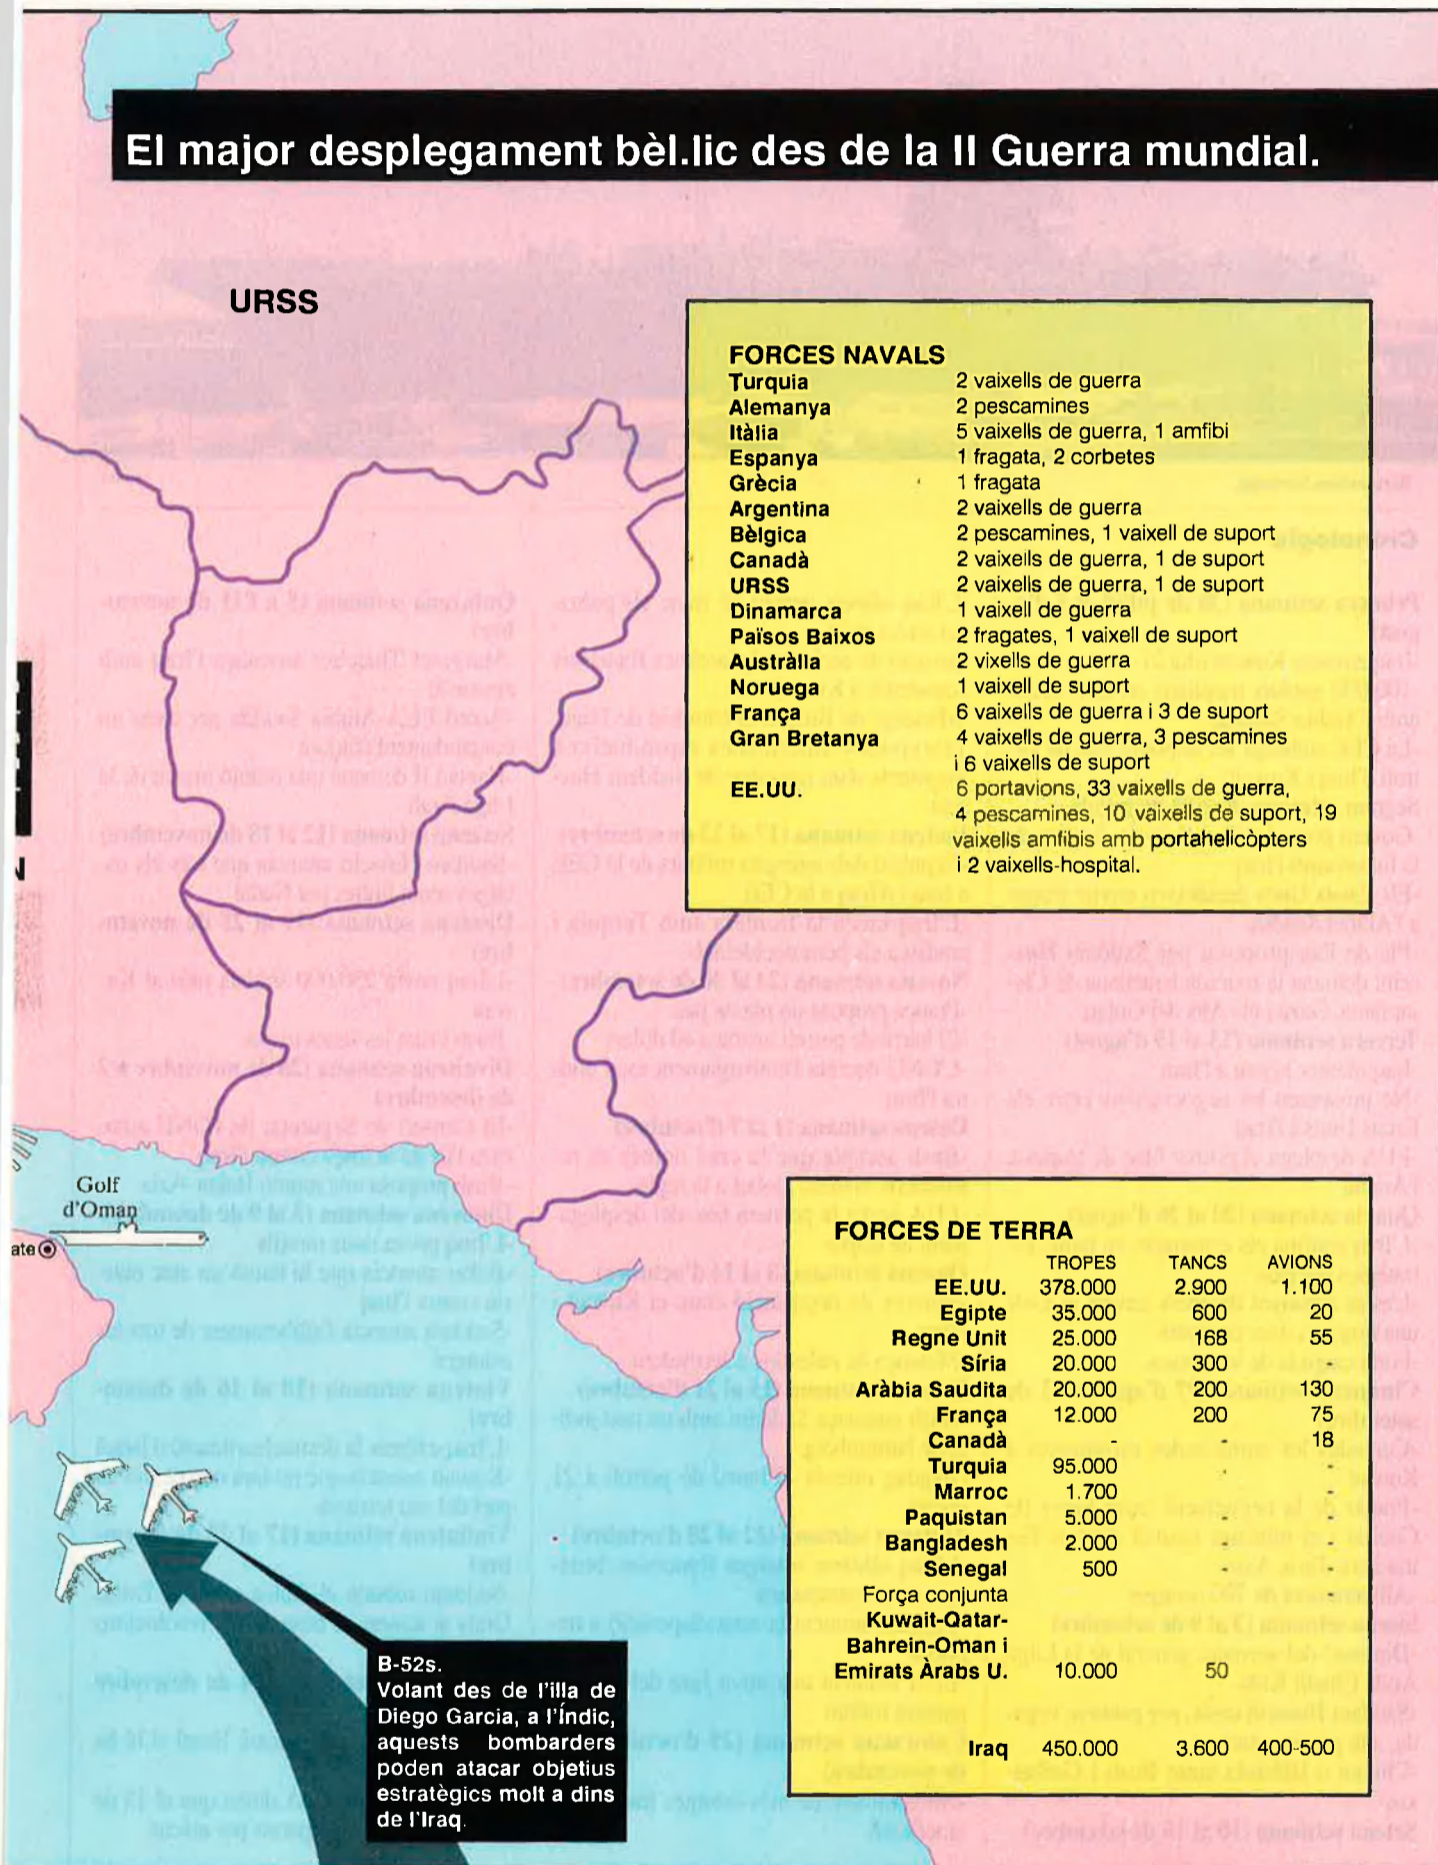 El major desplegament bèl.lic des de la II Guerra mundial.
URSS
FORCES NAVALS
Turquia 2 vaixells de guerra
Alemanya 2 pescamines
Itàlia 5 vaixells de guerra, 1 amfibi
Espanya 1 fragata, 2 corbetes
Grècia 1 fragata
Argentina 2 vaixells de guerra
Bèlgica 2 pescamines, 1 vaixell de suport
Canadà 2 vaixells de guerra, 1 de suport
URSS 2 vaixells de guerra, 1 de suport
Dinamarca 1 vaixell de guerra
Països Baixos 2 fragates, 1 vaixell de suport
Austràlia 2 vixells de guerra
Noruega 1 vaixell de suport
França 6 vaixells de guerra i 3 de suport
Gran Bretanya 4 vaixells de guerra, 3 pescamines
i 6 vaixells de suport
EE.UU. 6 portavions, 33 vaixells de guerra,
4 pescamines, 10 vaixells de suport, 19
vaixells amfibis amb portahelicòpters
i 2 vaixells-hospital.
N
Golf
d'Oman
ate
FORCES DE TERRA
TROPES TANCS AVIONS
EE.UU. 378.000 2.900 1.100
Egipte 35.000 600 20
Regne Unit 25.000 168 55
Síria 20.000 300 -
Aràbia Saudita 20.000 200 130
França 12.000 200 75
Canadà - - 18
Turquia 95.000 - -
Marroc 1.700 - -
Paquistan 5.000 - -
Bangladesh 2.000 - -
Senegal 500 - -
Força conjunta
Kuwait-Qatar-
Bahrein-Oman i
Emirats Àrabs U. 10.000 50
Iraq 450.000 3.600 400-500
B-52s.
Volant des de l'illa de
Diego Garcia, a l'Índic,
aquests bombarders
poden atacar objetius
estratègics molt a dins
de l'Iraq.